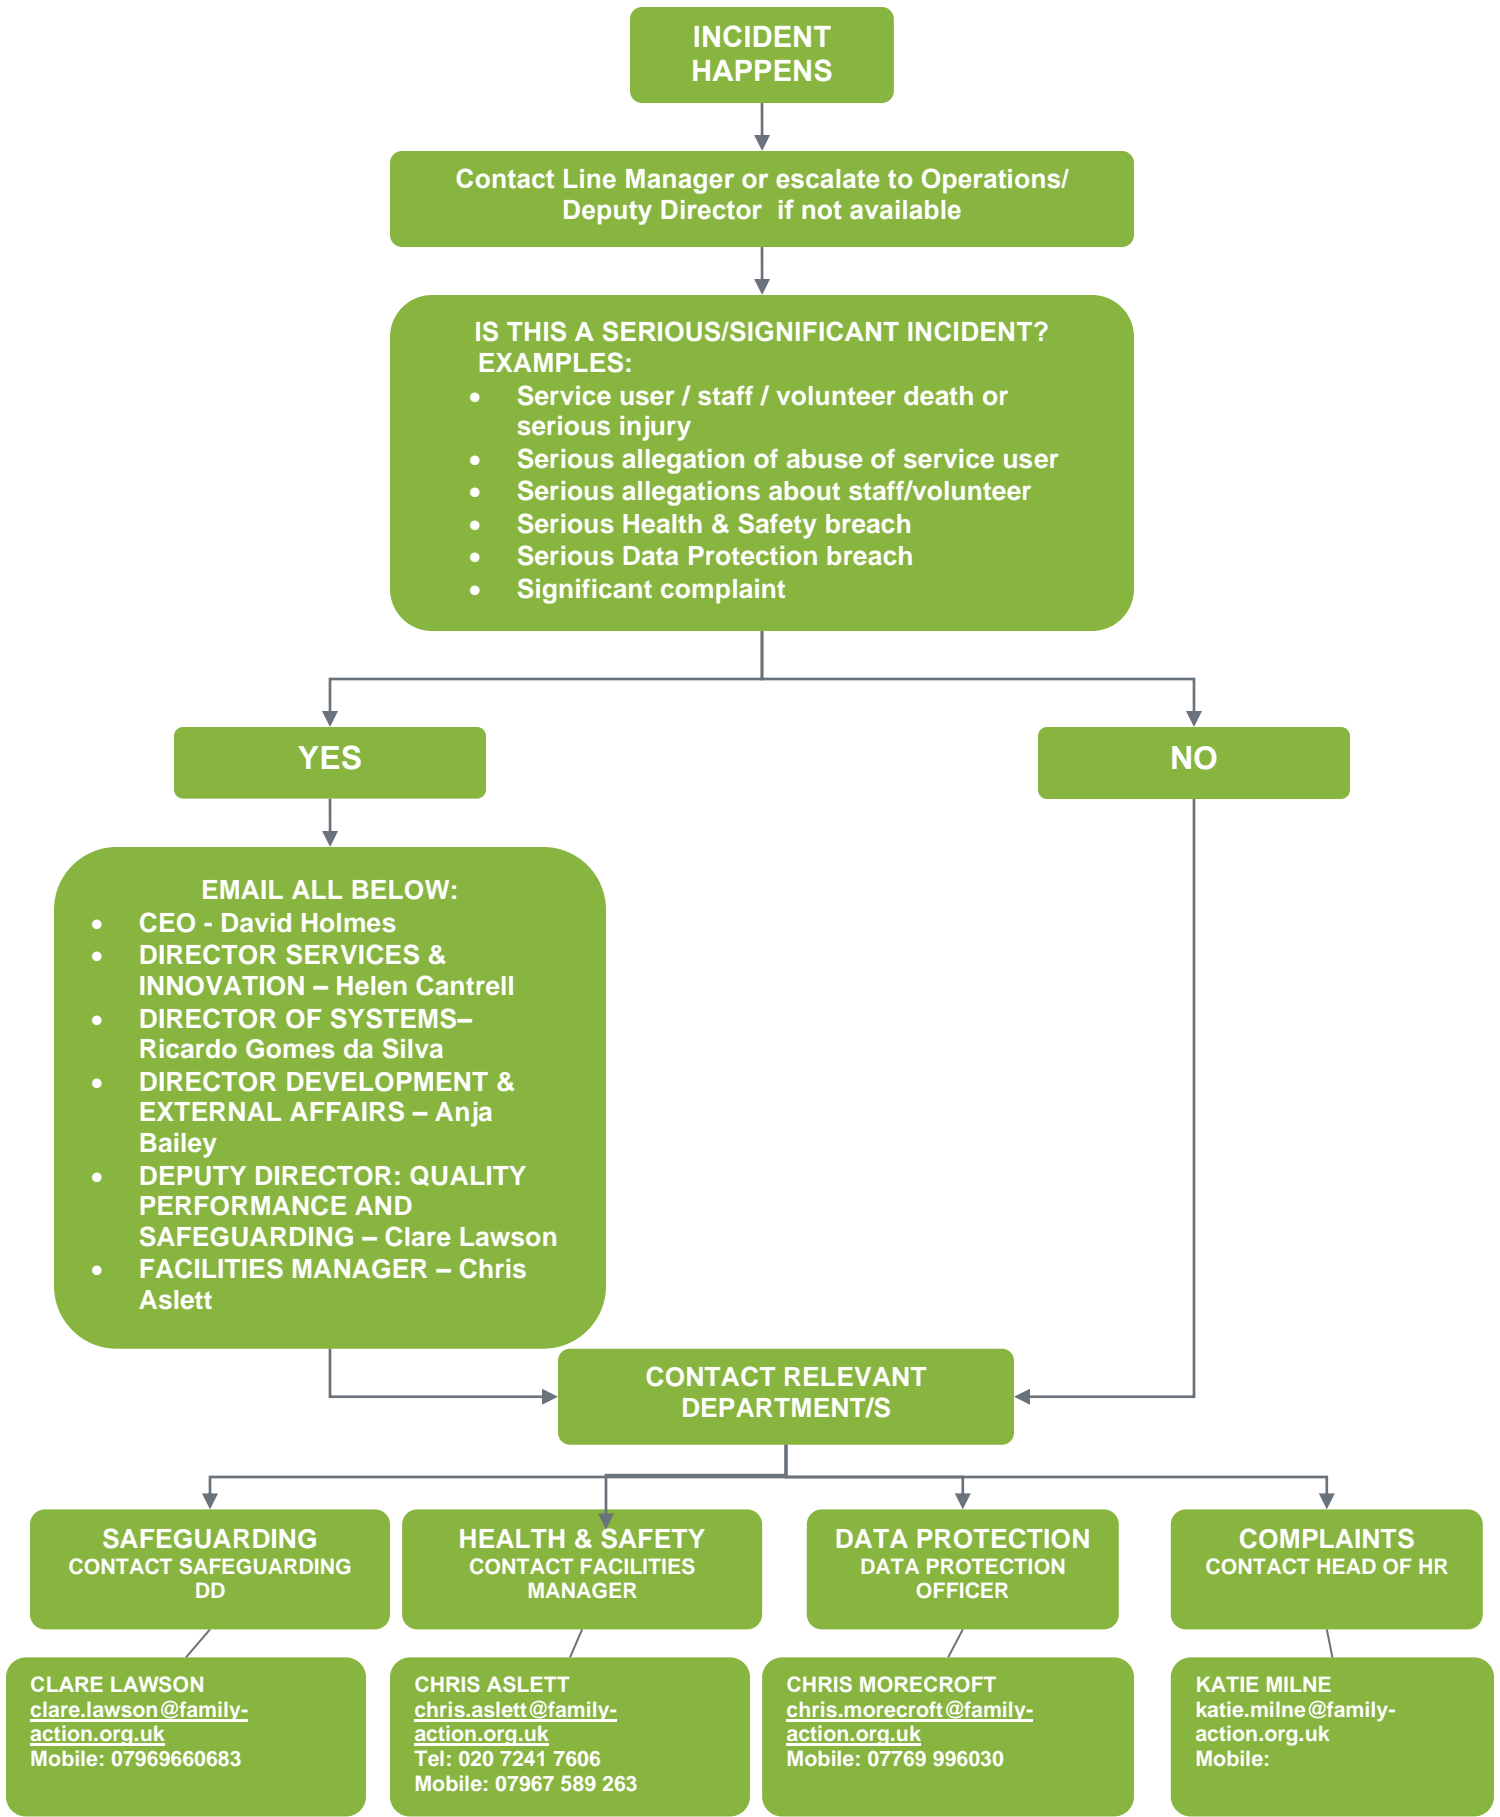 INCIDENT
HAPPENS
Contact Line Manager or escalate to Operations/
Deputy Director  if not available
IS THIS A SERIOUS/SIGNIFICANT INCIDENT?
EXAMPLES:
• Service user / staff / volunteer death or
serious injury
• Serious allegation of abuse of service user
• Serious allegations about staff/volunteer
• Serious Health & Safety breach
• Serious Data Protection breach
• Significant complaint
YES
NO
EMAIL ALL BELOW:
• CEO - David Holmes
• DIRECTOR SERVICES &
INNOVATION – Helen Cantrell
• DIRECTOR OF SYSTEMS–
Ricardo Gomes da Silva
• DIRECTOR DEVELOPMENT &
EXTERNAL AFFAIRS – Anja
Bailey
• DEPUTY DIRECTOR: QUALITY
PERFORMANCE AND
SAFEGUARDING – Clare Lawson
• FACILITIES MANAGER – Chris
Aslett
CONTACT RELEVANT
DEPARTMENT/S
SAFEGUARDING
CONTACT SAFEGUARDING
DD
HEALTH & SAFETY
CONTACT FACILITIES
MANAGER
DATA PROTECTION
DATA PROTECTION
OFFICER
COMPLAINTS
CONTACT HEAD OF HR
CLARE LAWSON
clare.lawson@family-
action.org.uk
Mobile: 07969660683
CHRIS ASLETT
chris.aslett@family-
action.org.uk
Tel: 020 7241 7606
Mobile: 07967 589 263
CHRIS MORECROFT
chris.morecroft@family-
action.org.uk
Mobile: 07769 996030
KATIE MILNE
katie.milne@family-
action.org.uk
Mobile: